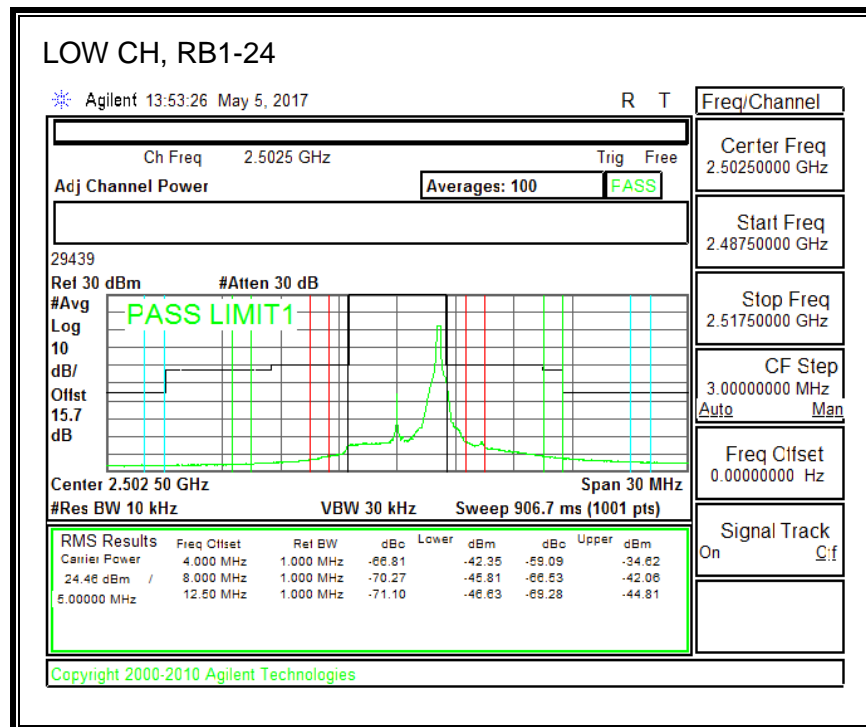 LOW CH, RB1-24
Agilent 13:53:26 May 5, 2017 R T
Freq/Channel
Ch Freq 2.5025 GHz Trig Free
Adj Channel Power Averages: 100 PASS
Center Freq
2.50250000 GHz
Start Freq
2.48750000 GHz
Stop Freq
2.51750000 GHz
CF Step
3.00000000 MHz
Auto Man
Freq Offset
0.00000000 Hz
Signal Track
On Off
29439
Ref 30 dBm #Atten 30 dB
#Avg
Log
10
dB/
Offst
15.7
dB
PASS LIMIT1
Center 2.502 50 GHz Span 30 MHz
#Res BW 10 kHz VBW 30 kHz Sweep 906.7 ms (1001 pts)
RMS Results Freq Offset Ref BW dBc Lower dBm dBc Upper dBm
Carrier Power 4.000 MHz 1.000 MHz -66.81 -42.35 -59.09 -34.62
24.46 dBm / 8.000 MHz 1.000 MHz -70.27 -45.81 -66.53 -42.06
5.00000 MHz 12.50 MHz 1.000 MHz -71.10 -46.63 -69.28 -44.81
Copyright 2000-2010 Agilent Technologies